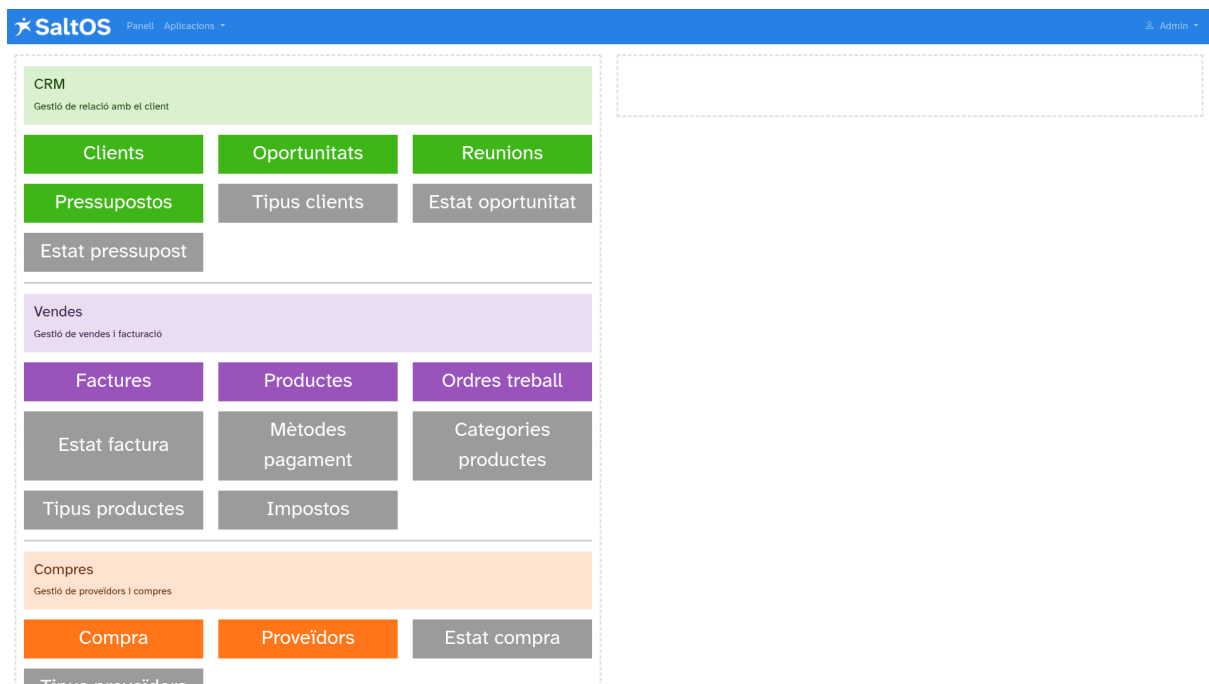 SaltOS Panell Aplicacions Admin
CRM
Gestió de relació amb el client
Clients Oportunitats Reunions
Pressupostos Tipus clients Estat oportunitat
Estat pressupost
Vendes
Gestió de vendes i facturació
Factures Productes Ordres treball
Estat factura Mètodes pagament Categories productes
Tipus productes Impostos
Compres
Gestió de proveïdors i compres
Compra Proveïdors Estat compra
Tipus proveïdors